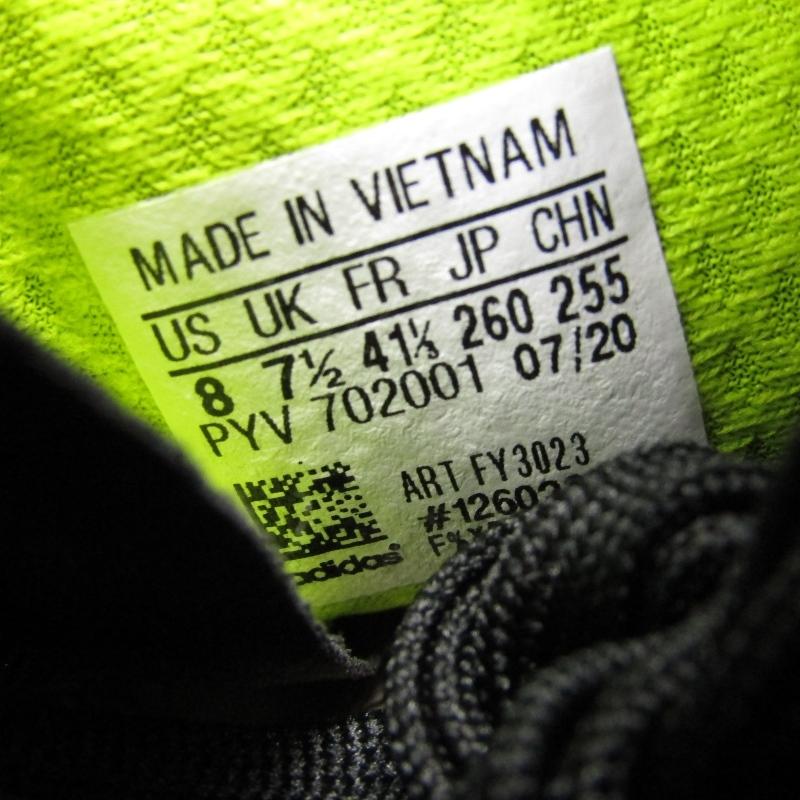 MADE IN VIETNAM
US UK FR JP CHN
8 7½ 41⅓ 260 255
PYV 702001 07/20
ART FY3023
adidas